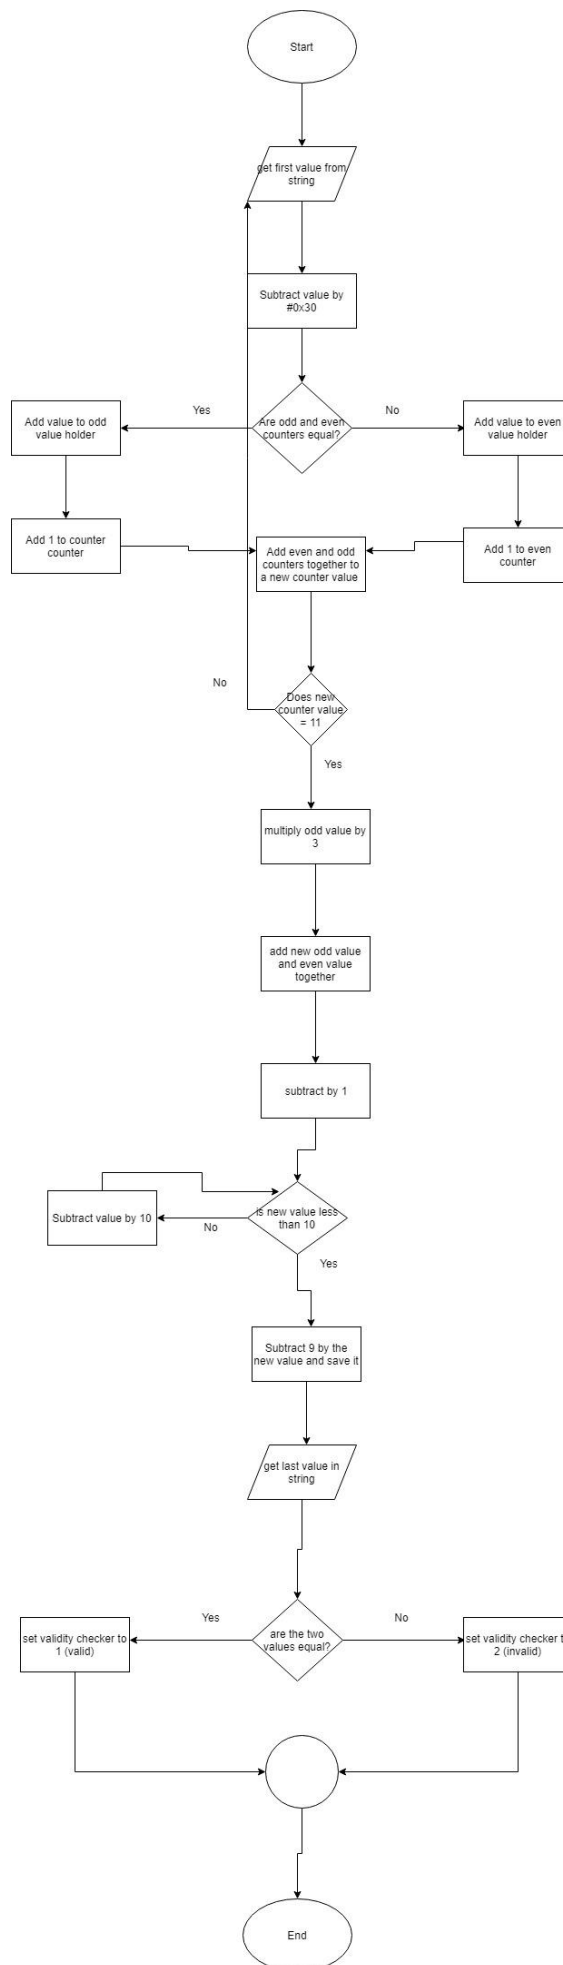 Start
get first value from
string
Subtract value by
#0x30
Are odd and even
counters equal?
Yes
No
Add value to odd
value holder
Add value to even
value holder
Add 1 to counter
counter
Add even and odd
counters together to
a new counter value
Add 1 to even
counter
No
Does new
counter value
= 11
Yes
multiply odd value by
3
add new odd value
and even value
together
subtract by 1
is new value less
than 10
Subtract value by 10
No
Yes
Subtract 9 by the
new value and save it
get last value in
string
are the two
values equal?
Yes
No
set validity checker to
1 (valid)
set validity checker t
2 (invalid)
End